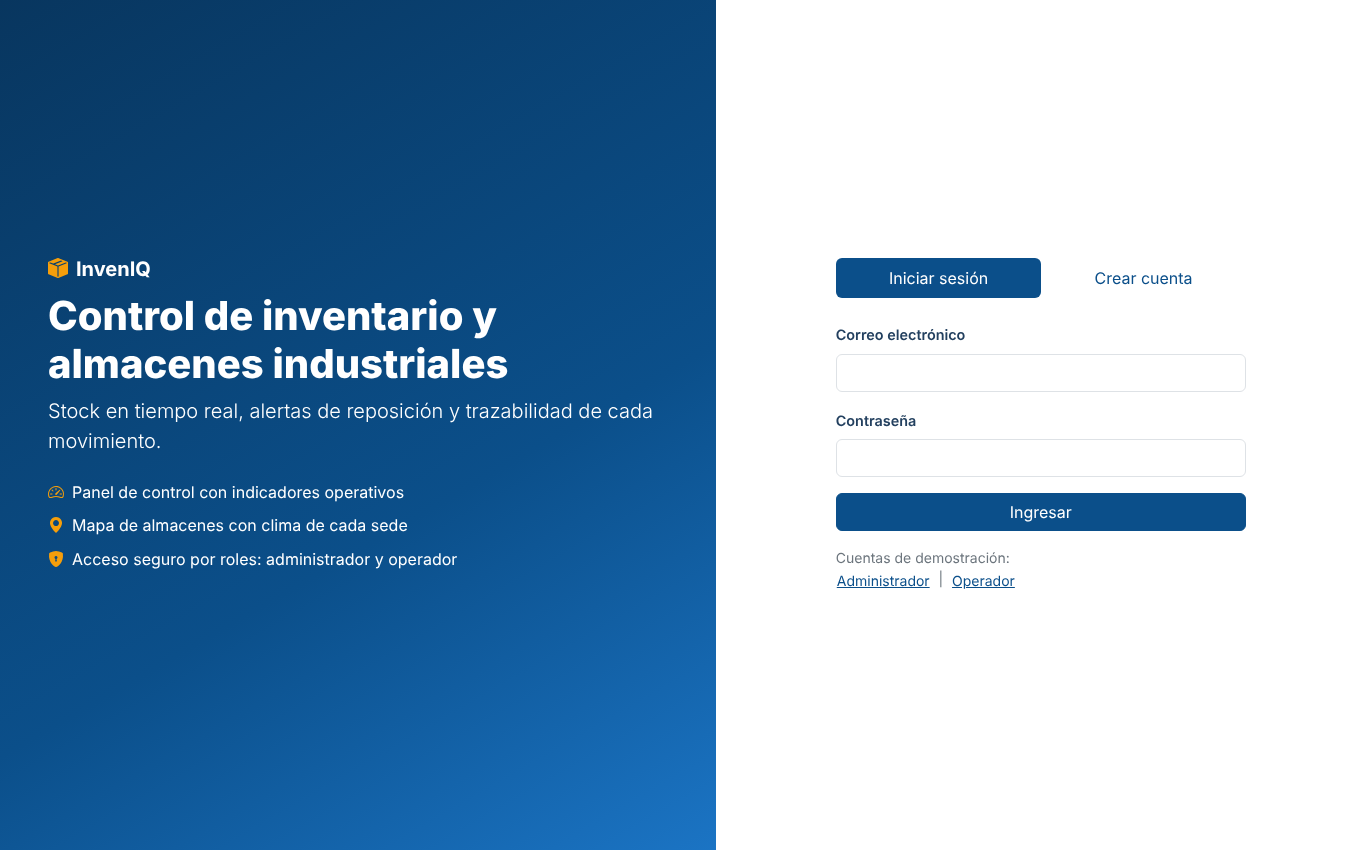 InvenIQ
Control de inventario y
almacenes industriales
Stock en tiempo real, alertas de reposición y trazabilidad de cada
movimiento.
Panel de control con indicadores operativos
Mapa de almacenes con clima de cada sede
Acceso seguro por roles: administrador y operador
Iniciar sesión Crear cuenta
Correo electrónico
Contraseña
Ingresar
Cuentas de demostración:
Administrador | Operador